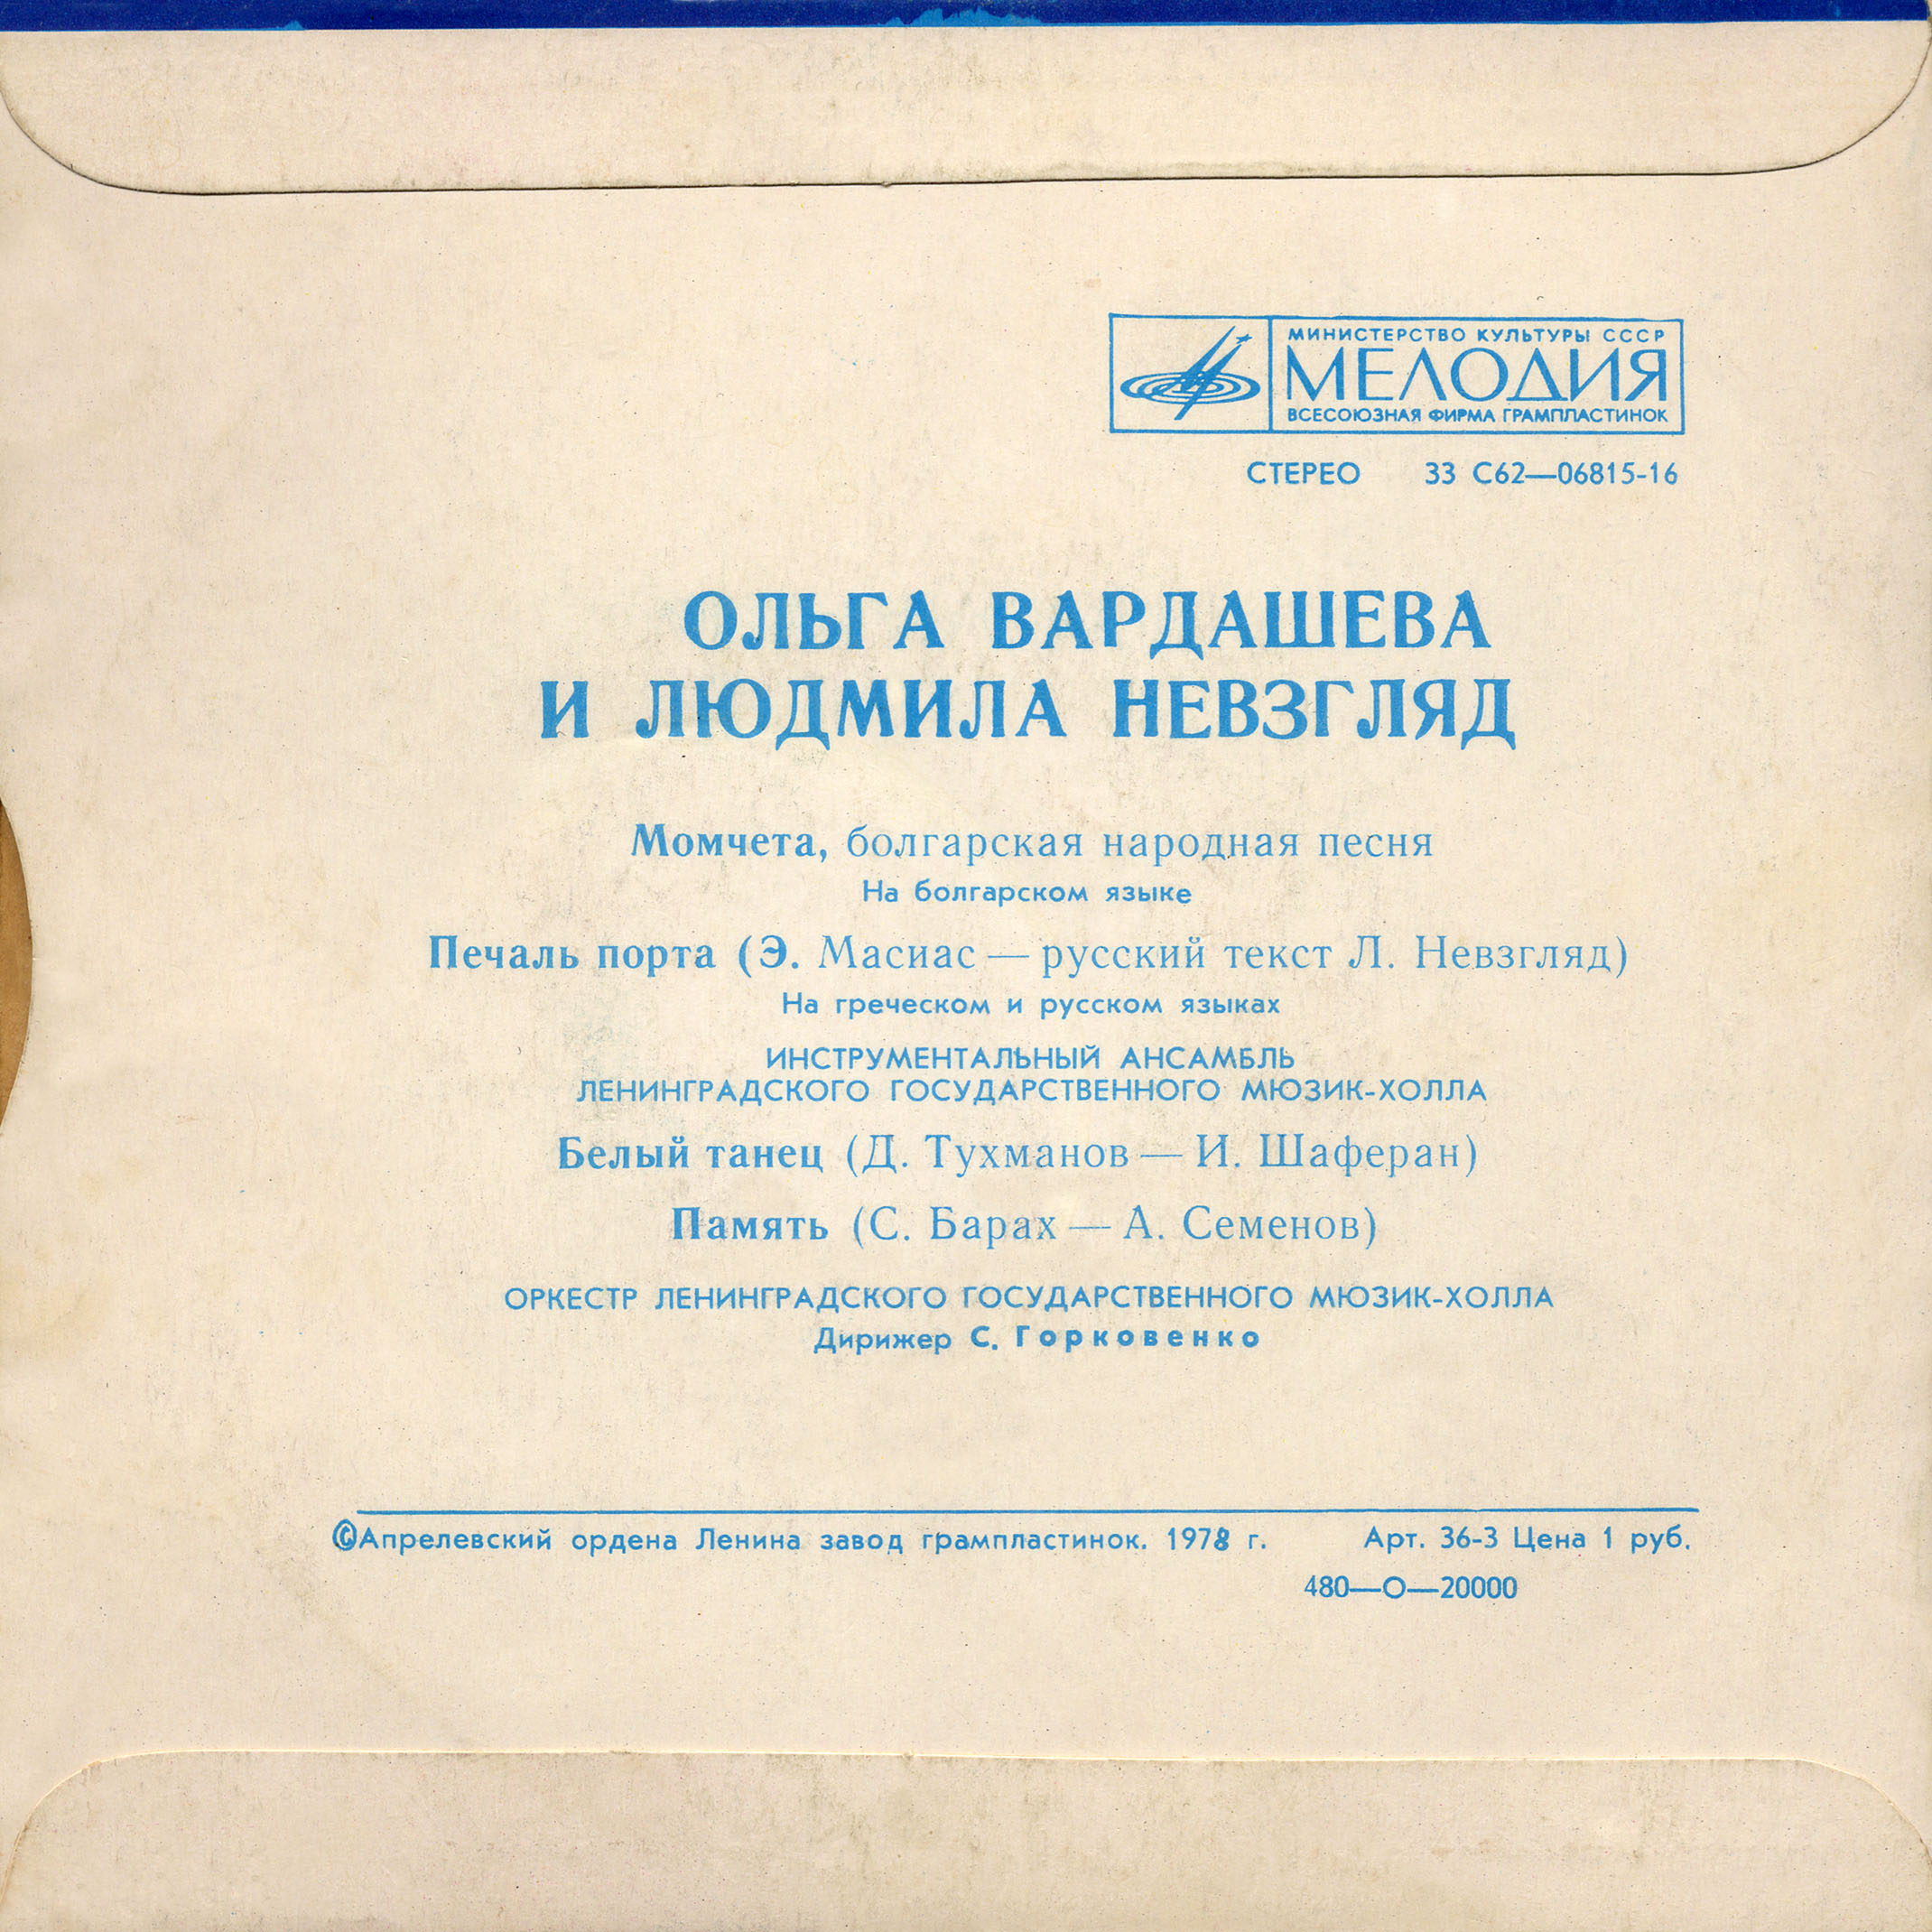 МИНИСТЕРСТВО КУЛЬТУРЫ СССР
МЕЛОДИЯ
ВСЕСОЮЗНАЯ ФИРМА ГРАМПЛАСТИНОК
СТЕРЕО 33 С62—06815-16
ОЛЬГА ВАРДАШЕВА
И ЛЮДМИЛА НЕВЗГЛЯД
Момчета, болгарская народная песня
На болгарском языке
Печаль порта (Э. Масиас — русский текст Л. Невзгляд)
На греческом и русском языках
ИНСТРУМЕНТАЛЬНЫЙ АНСАМБЛЬ
ЛЕНИНГРАДСКОГО ГОСУДАРСТВЕННОГО МЮЗИК-ХОЛЛА
Белый танец (Д. Тухманов — И. Шаферан)
Память (С. Барах — А. Семенов)
ОРКЕСТР ЛЕНИНГРАДСКОГО ГОСУДАРСТВЕННОГО МЮЗИК-ХОЛЛА
Дирижер С. Горковенко
©Апрелевский ордена Ленина завод грампластинок. 1978 г. Арт. 36-3 Цена 1 руб.
480—О—20000